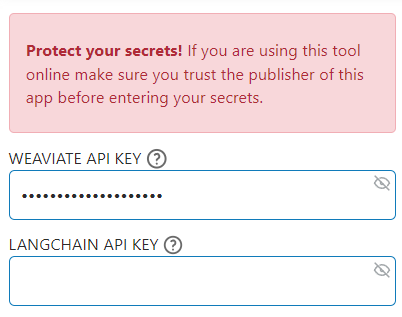 Protect your secrets! If you are using this tool
online make sure you trust the publisher of this
app before entering your secrets.
WEAVIATE API KEY ?
••••••••••••••••••••
LANGCHAIN API KEY ?